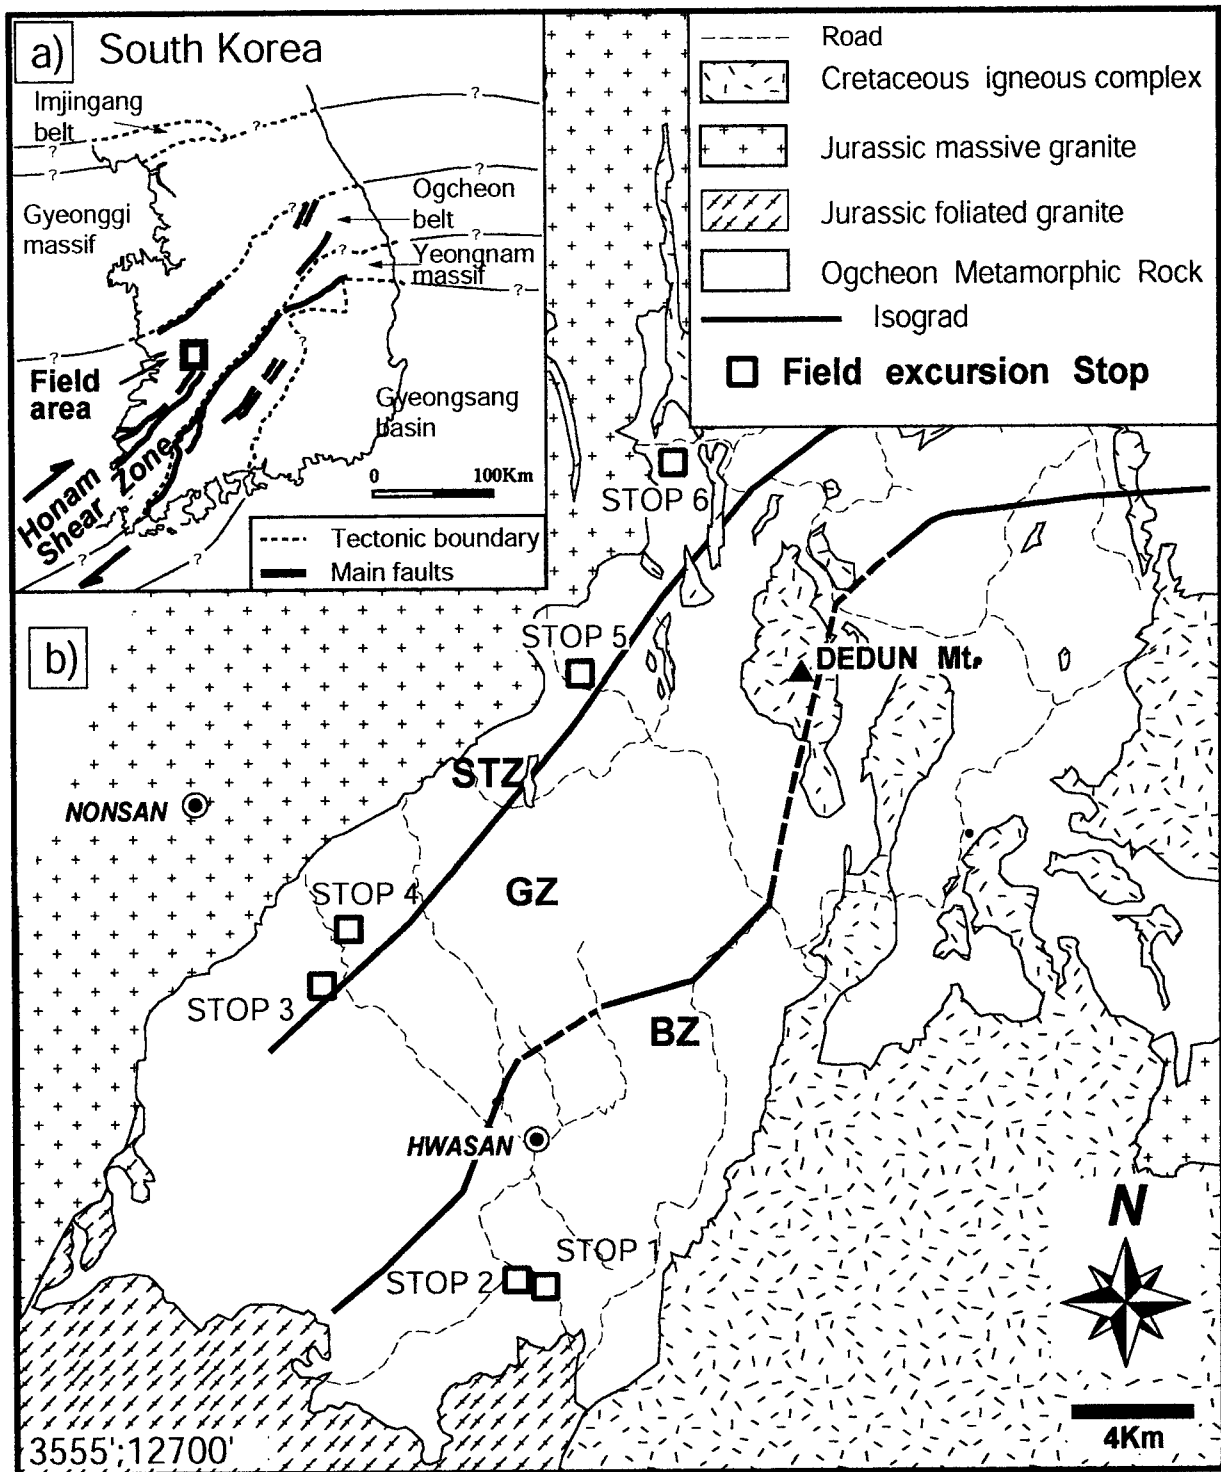 a) South Korea
Imjingang
belt
Gyeonggi
massif
Ogcheon
belt
Yeongnam
massif
Field
area
Gyeongsang
basin
Honam
Shear Zone
0 100Km
Tectonic boundary
Main faults
?
?
?
?
?
?
?
?
?
?
?
Road
Cretaceous igneous complex
Jurassic massive granite
Jurassic foliated granite
Ogcheon Metamorphic Rock
Isograd
Field excursion Stop
b)
STOP 6
STOP 5
DEDUN Mt.
STZ
NONSAN
GZ
STOP 4
STOP 3
BZ
HWASAN
STOP 1
STOP 2
N
4Km
3555';12700'